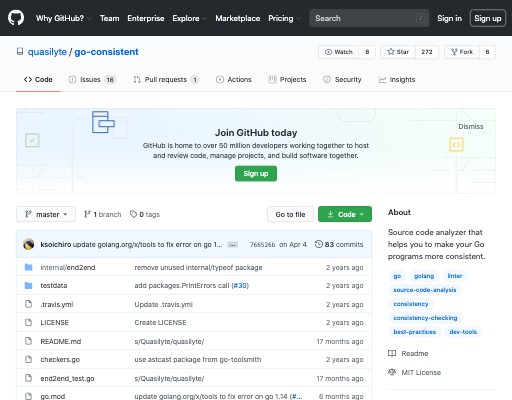 Why GitHub? Team Enterprise Explore Marketplace Pricing Search / Sign in Sign up
quasilyte / go-consistent Watch 8 Star 272 Fork 6
Code Issues 16 Pull requests 1 Actions Projects Security Insights
Join GitHub today
Dismiss
GitHub is home to over 50 million developers working together to host
and review code, manage projects, and build software together.
Sign up
master 1 branch 0 tags Go to file Code
ksoichiro update golang.org/x/tools to fix error on go 1... ... 766526b on Apr 4 83 commits
internal/end2end remove unused internal/typeof package 2 years ago
testdata add packages.PrintErrors call (#30) 2 years ago
.travis.yml Update .travis.yml 2 years ago
LICENSE Create LICENSE 2 years ago
README.md s/Quasilyte/quasilyte/ 17 months ago
checkers.go use astcast package from go-toolsmith 2 years ago
end2end_test.go s/Quasilyte/quasilyte/ 17 months ago
go.mod update golang.org/x/tools to fix error on go 1.14 (#... 6 months ago
About
Source code analyzer that
helps you to make your Go
programs more consistent.
go golang linter
source-code-analysis
consistency
consistency-checking
best-practices dev-tools
Readme
MIT License